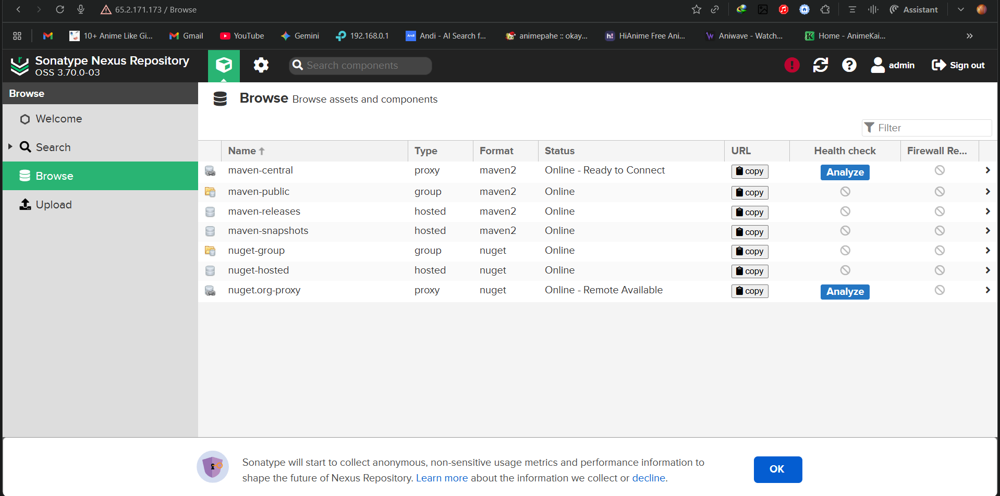 65.2.171.173 / Browse
Assistant
10+ Anime Like Gi...
Gmail
YouTube
Gemini
192.168.0.1
Andi
Andi - AI Search f...
animepahe :: okay...
h!
HiAnime Free Ani...
Aniwave - Watch...
Home - AnimeKai...
Sonatype Nexus Repository
OSS 3.70.0-03
Search components
admin
Sign out
Browse
Welcome
Search
Browse
Upload
Browse Browse assets and components
Filter
Name Type Format Status URL Health check Firewall Re...
maven-central proxy maven2 Online - Ready to Connect copy Analyze
maven-public group maven2 Online copy
maven-releases hosted maven2 Online copy
maven-snapshots hosted maven2 Online copy
nuget-group group nuget Online copy
nuget-hosted hosted nuget Online copy
nuget.org-proxy proxy nuget Online - Remote Available copy Analyze
Sonatype will start to collect anonymous, non-sensitive usage metrics and performance information to
shape the future of Nexus Repository. Learn more about the information we collect or decline.
OK